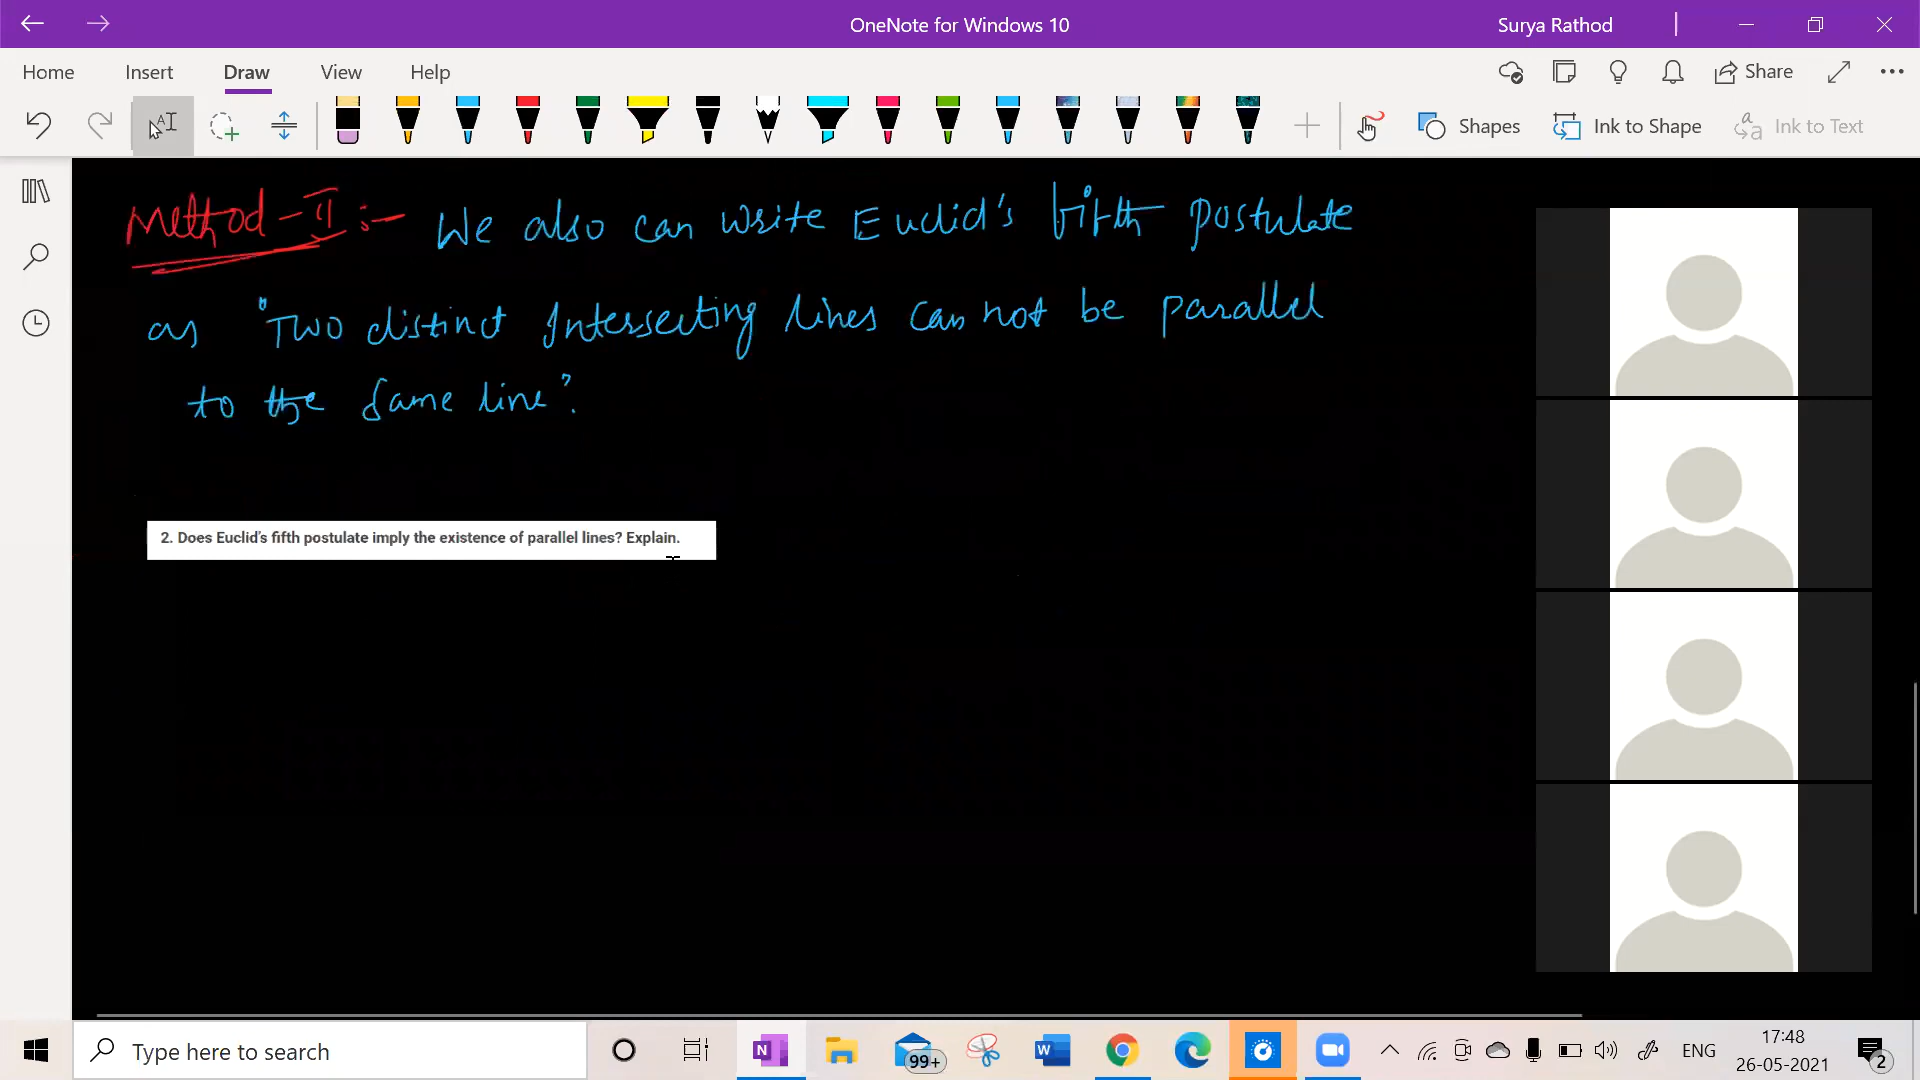 OneNote for Windows 10
Surya Rathod
Home Insert Draw View Help
Share
Shapes Ink to Shape Ink to Text
Method-II :- We also can write Euclid's fifth postulate
as "Two distinct Intersecting lines can not be parallel
to the same line".
2. Does Euclid's fifth postulate imply the existence of parallel lines? Explain.
Type here to search
99+
ENG
17:48
26-05-2021
2